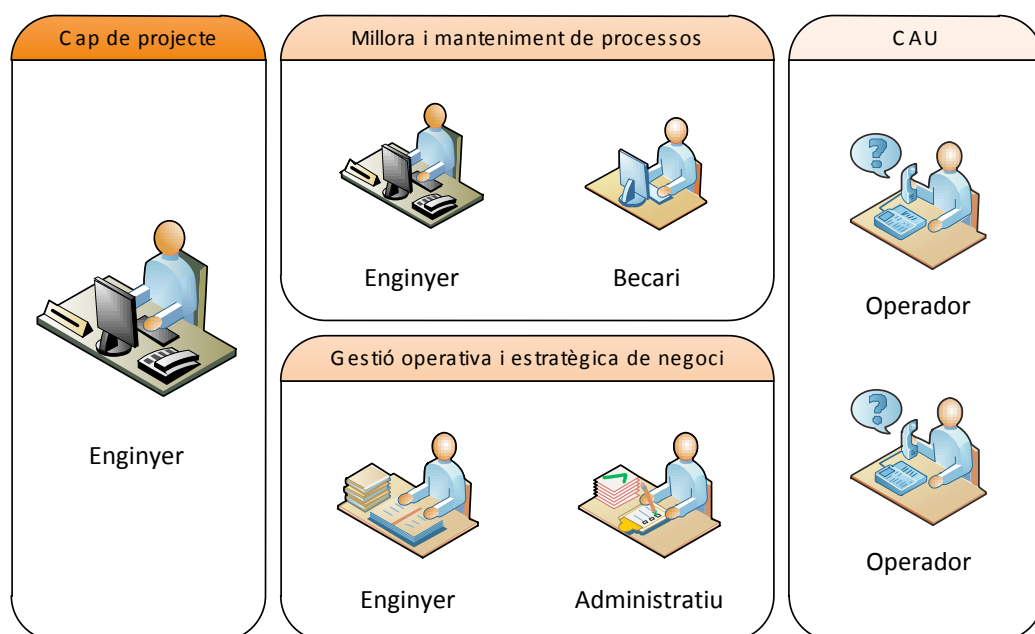 Cap de projecte
Enginyer
Millora i manteniment de processos
Enginyer
Becari
Gestió operativa i estratègica de negoci
Enginyer
Administratiu
CAU
Operador
Operador